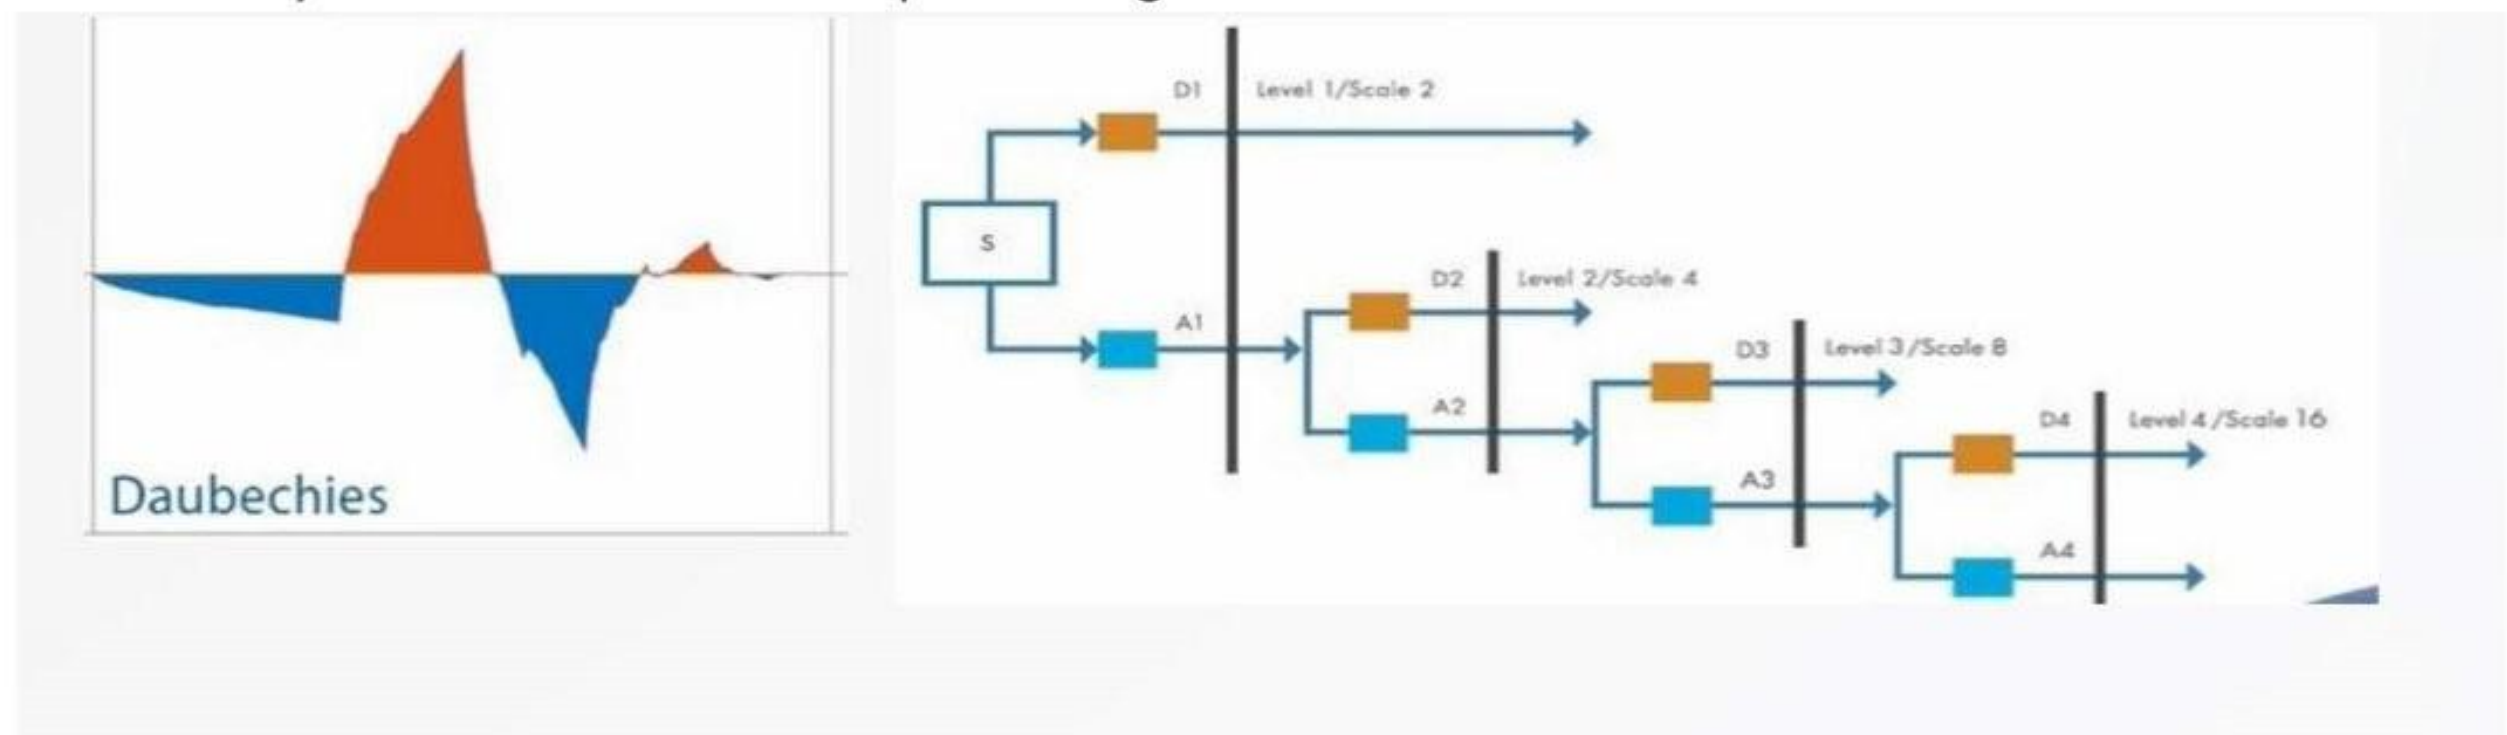 Daubechies
D1
Level 1/Scale 2
S
A1
D2
Level 2/Scale 4
A2
D3
Level 3/Scale 8
A3
D4
Level 4/Scale 16
A4